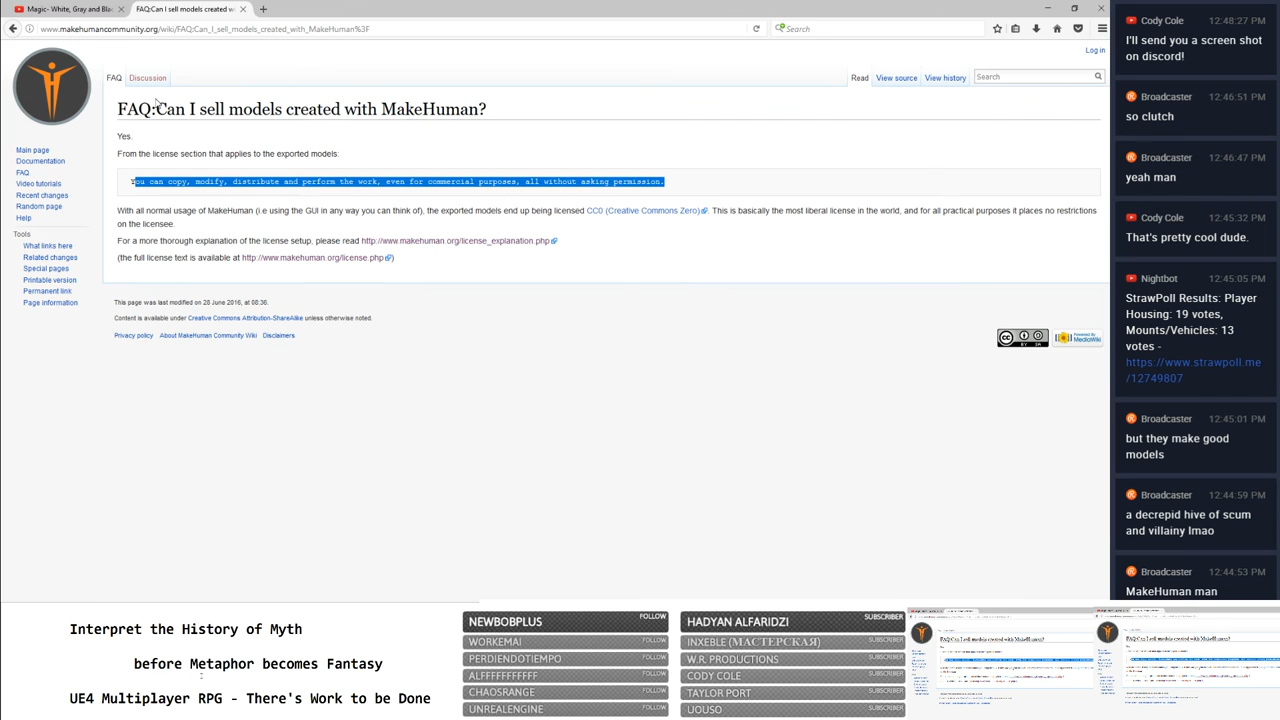 Magic- White, Gray and Blac
FAQ:Can I sell models created w
www.makehumancommunity.org/wiki/FAQ:Can_I_sell_models_created_with_MakeHuman%3F
Search
Log in
FAQ
Discussion
Read
View source
View history
Search
FAQ:Can I sell models created with MakeHuman?
Yes.
From the license section that applies to the exported models:
You can copy, modify, distribute and perform the work, even for commercial purposes, all without asking permission.
With all normal usage of MakeHuman (i.e using the GUI in any way you can think of), the exported models end up being licensed CC0 (Creative Commons Zero). This is basically the most liberal license in the world, and for all practical purposes it places no restrictions
on the licensee.
For a more thorough explanation of the license setup, please read http://www.makehuman.org/license_explanation.php
(the full license text is available at http://www.makehuman.org/license.php)
Main page
Documentation
FAQ
Video tutorials
Recent changes
Random page
Help
Tools
What links here
Related changes
Special pages
Printable version
Permanent link
Page information
This page was last modified on 28 June 2016, at 08:36.
Content is available under Creative Commons Attribution-ShareAlike unless otherwise noted.
Privacy policy
About MakeHuman Community Wiki
Disclaimers
Powered By
MediaWiki
Cody Cole 12:48:27 PM
I'll send you a screen shot
on discord!
Broadcaster 12:46:51 PM
so clutch
Broadcaster 12:46:47 PM
yeah man
Cody Cole 12:45:32 PM
That's pretty cool dude.
Nightbot 12:45:05 PM
StrawPoll Results: Player
Housing: 19 votes,
Mounts/Vehicles: 13
votes -
https://www.strawpoll.me
/12749807
Broadcaster 12:45:01 PM
but they make good
models
Broadcaster 12:44:59 PM
a decrepid hive of scum
and villainy lmao
Broadcaster 12:44:53 PM
MakeHuman man
Interpret the History of Myth
before Metaphor becomes Fantasy
UE4 Multiplayer RPG - There's Work to be
NEWBOBPLUS FOLLOW
WORKEMAI FOLLOW
PERDIENDOTIEMPO FOLLOW
ALFFFFFFFFFF FOLLOW
CHAOSRANGE FOLLOW
UNREALENGINE FOLLOW
HADYAN ALFARIDZI SUBSCRIBER
INXEBLE (МАСТЕРСКАЯ) SUBSCRIBER
W.R. PRODUCTIONS SUBSCRIBER
CODY COLE SUBSCRIBER
TAYLOR PORT SUBSCRIBER
UOUSO SUBSCRIBER